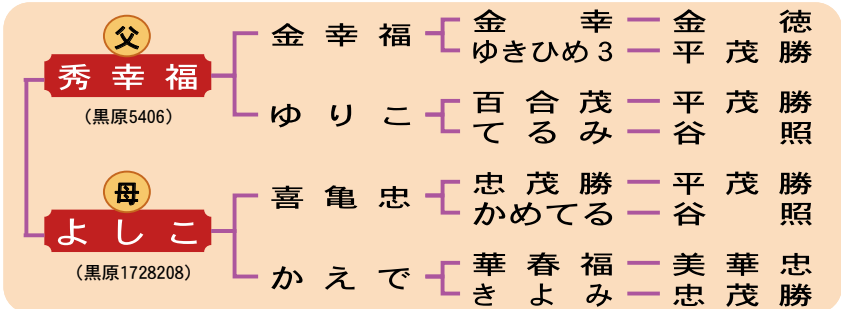 父
秀幸福
（黒原5406）
金幸福
金幸
金徳
ゆきひめ3
平茂勝
ゆりこ
百合茂
平茂勝
てるみ
谷照
母
よしこ
（黒原1728208）
喜亀忠
忠茂勝
平茂勝
かめてる
谷照
かえで
華春福
美華忠
きよみ
忠茂勝